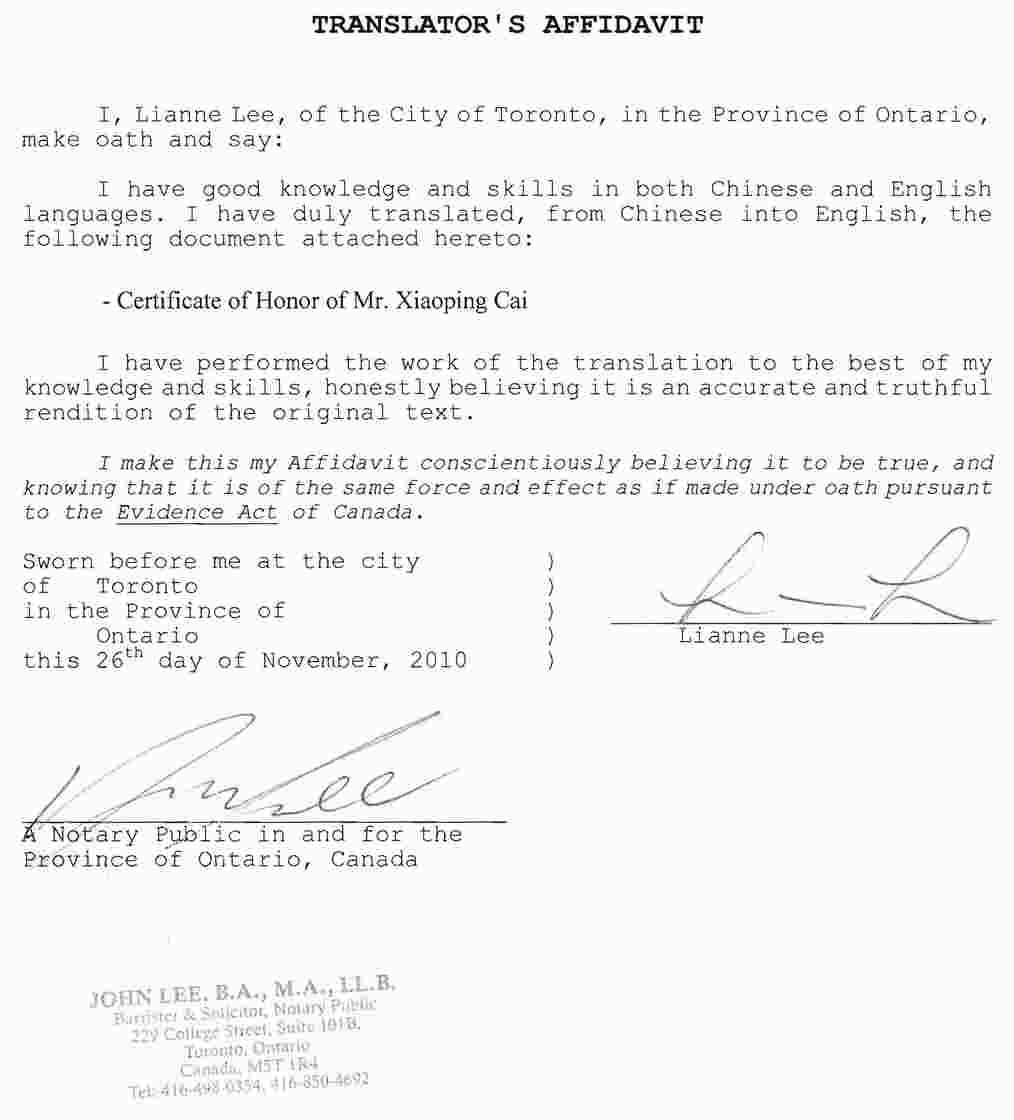 TRANSLATOR'S AFFIDAVIT
I, Lianne Lee, of the City of Toronto, in the Province of Ontario,
make oath and say:
I have good knowledge and skills in both Chinese and English
languages. I have duly translated, from Chinese into English, the
following document attached hereto:
- Certificate of Honor of Mr. Xiaoping Cai
I have performed the work of the translation to the best of my
knowledge and skills, honestly believing it is an accurate and truthful
rendition of the original text.
I make this my Affidavit conscientiously believing it to be true, and
knowing that it is of the same force and effect as if made under oath pursuant
to the Evidence Act of Canada.
Sworn before me at the city )
of Toronto )
in the Province of )
Ontario ) Lianne Lee
this 26th day of November, 2010 )
A Notary Public in and for the
Province of Ontario, Canada
JOHN LEE, B.A., M.A., LL.B.
Barrister & Solicitor, Notary Public
229 College Street, Suite 101B,
Toronto, Ontario
Canada, M5T 1R4
Tel: 416-498-0354, 416-850-4692